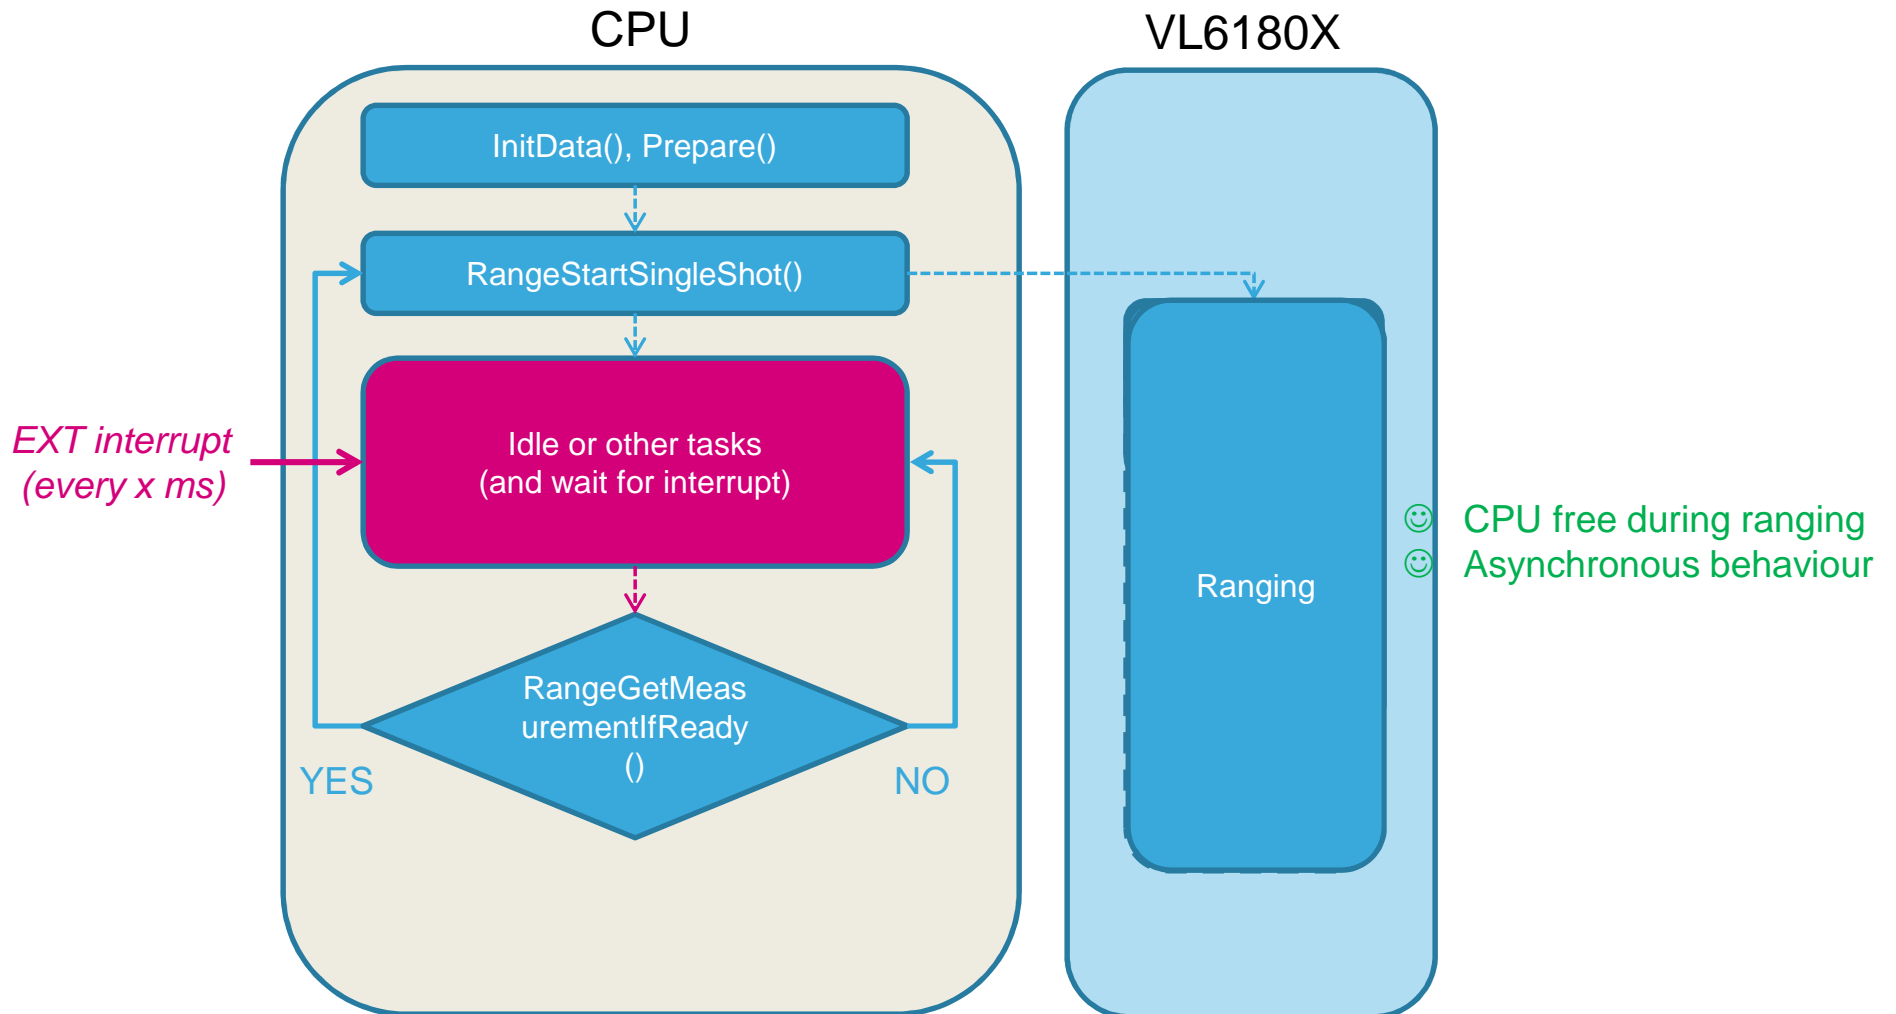 CPU
VL6180X
InitData(), Prepare()
RangeStartSingleShot()
EXT interrupt
(every x ms)
Idle or other tasks
(and wait for interrupt)
RangeGetMeas
urementIfReady
()
YES
NO
Ranging
CPU free during ranging
Asynchronous behaviour